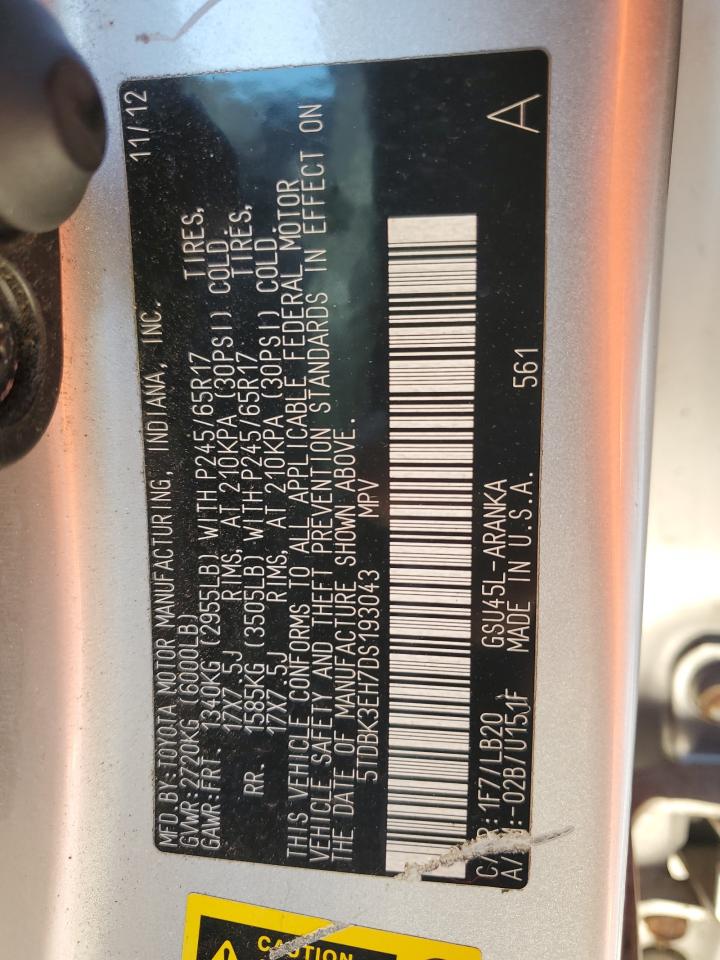 MFD.BY:TOYOTA MOTOR MANUFACTURING, INDIANA, INC. 11/12
GVWR:2720KG (6000LB)
GAWR:FRT. 1340KG (2955LB) WITH P245/65R17 TIRES,
17X7.5J RIMS, AT 210KPA (30PSI) COLD.
RR. 1585KG (3505LB) WITH P245/65R17 TIRES,
17X7.5J RIMS, AT 210KPA (30PSI) COLD.
THIS VEHICLE CONFORMS TO ALL APPLICABLE FEDERAL MOTOR
VEHICLE SAFETY AND THEFT PREVENTION STANDARDS IN EFFECT ON
THE DATE OF MANUFACTURE SHOWN ABOVE.
5TDBK3EH7DS193043 MPV
1F7/LB20 GSU45L-ARANKA 561 A
MADE IN U.S.A.
CAUTION